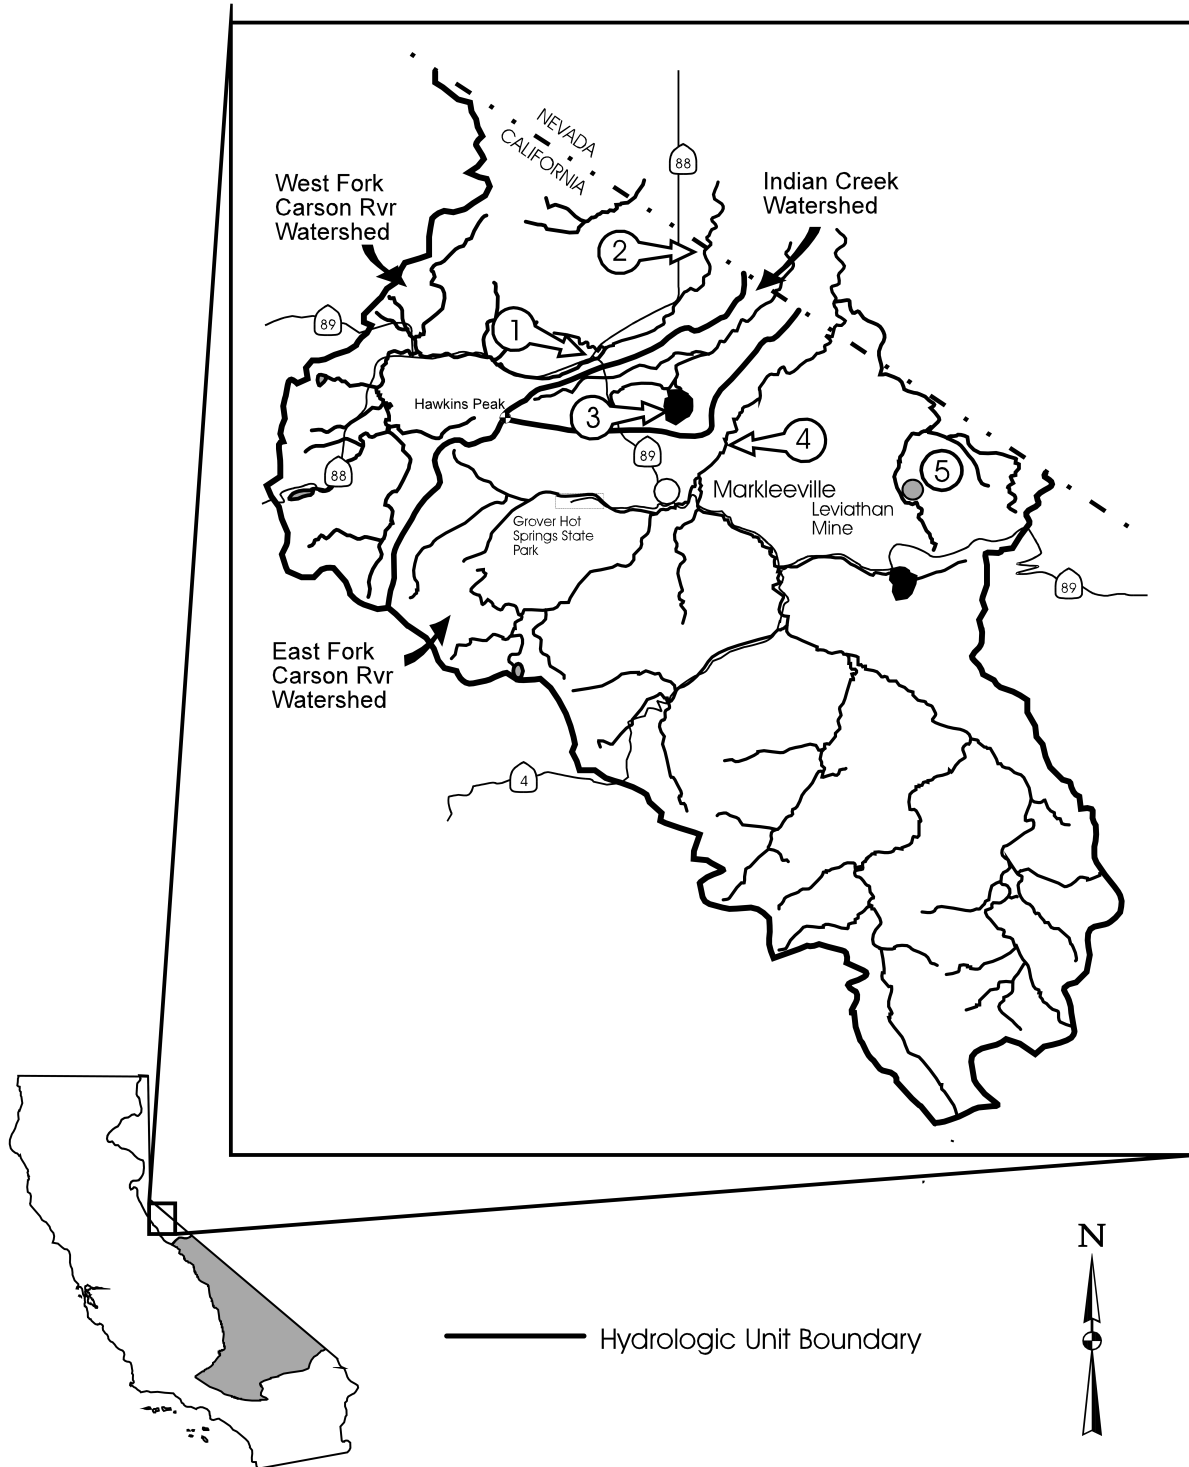 NEVADA
CALIFORNIA
88
West Fork
Carson Rvr
Watershed
Indian Creek
Watershed
2
89
1
Hawkins Peak
3
4
89
88
5
Markleeville
Leviathan
Mine
Grover Hot
Springs State
Park
89
East Fork
Carson Rvr
Watershed
4
N
Hydrologic Unit Boundary